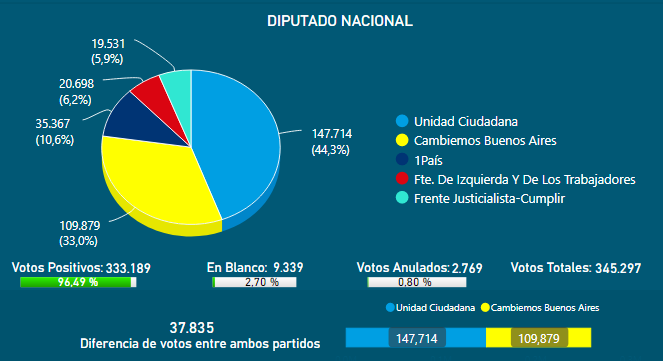 DIPUTADO NACIONAL
19.531
(5,9%)
20.698
(6,2%)
35.367
(10,6%)
147.714
(44,3%)
109.879
(33,0%)
Unidad Ciudadana
Cambiemos Buenos Aires
1País
Fte. De Izquierda Y De Los Trabajadores
Frente Justicialista-Cumplir
Votos Positivos: 333.189
96,49 %
En Blanco: 9.339
2.70 %
Votos Anulados: 2.769
0,80 %
Votos Totales: 345.297
Unidad Ciudadana Cambiemos Buenos Aires
37.835
Diferencia de votos entre ambos partidos
147,714 109,879